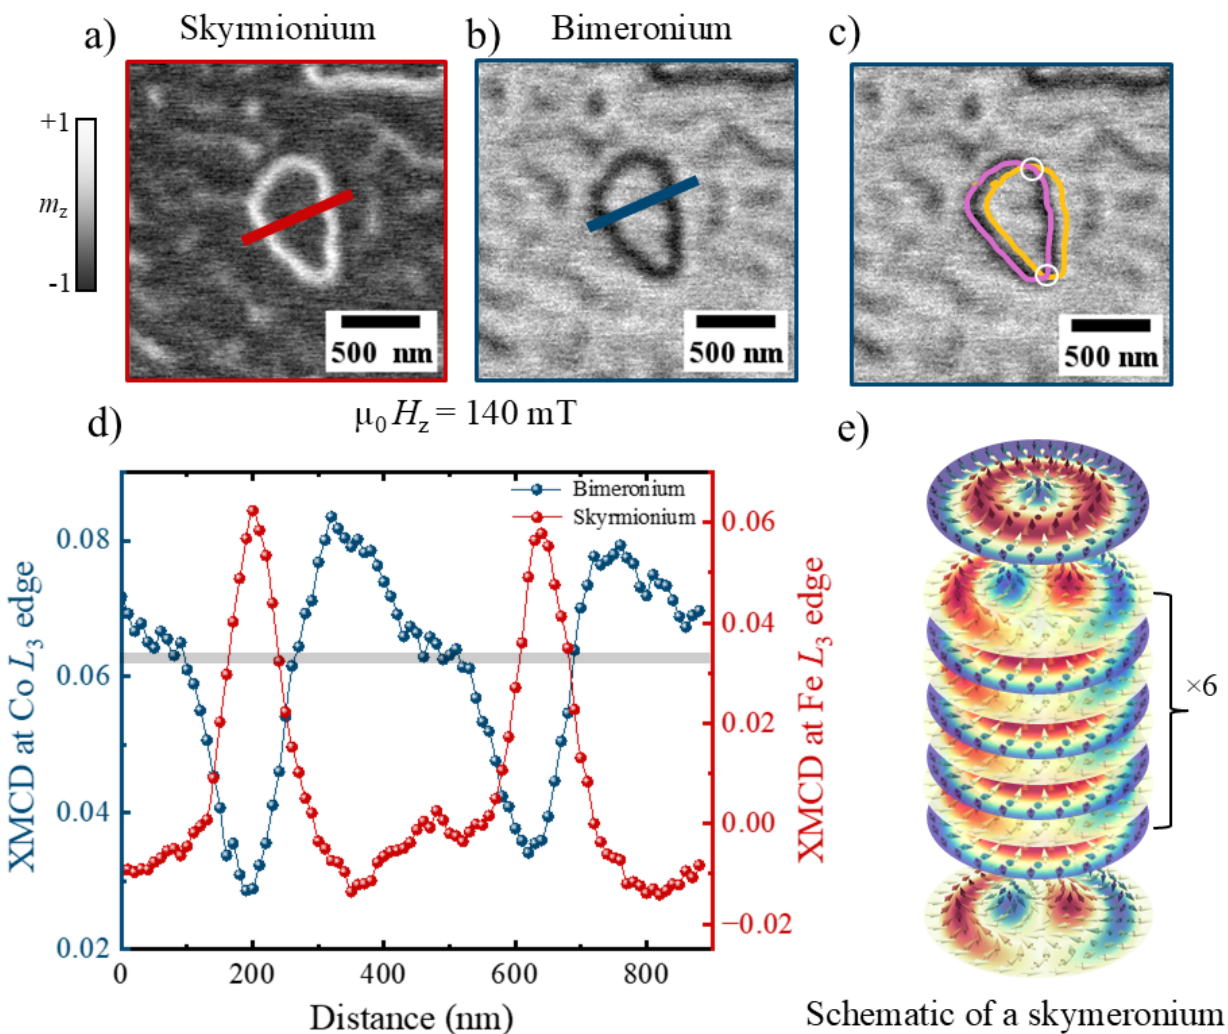 a)
Skyrmionium
b)
Bimeronium
c)
+1
m_z
-1
500 nm
500 nm
500 nm
μ₀H_z = 140 mT
d)
e)
Bimeronium
Skyrmionium
XMCD at Co L₃ edge
0.08
0.06
0.04
0.02
XMCD at Fe L₃ edge
0.06
0.04
0.02
0.00
−0.02
0
200
400
600
800
Distance (nm)
×6
Schematic of a skymeronium